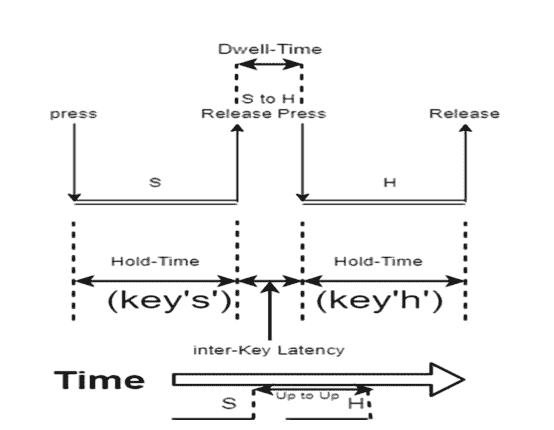 Dwell-Time
S to H
press
Release Press
Release
S
H
Hold-Time
Hold-Time
(key's')
(key'h')
inter-Key Latency
Time
Up to Up
S
H